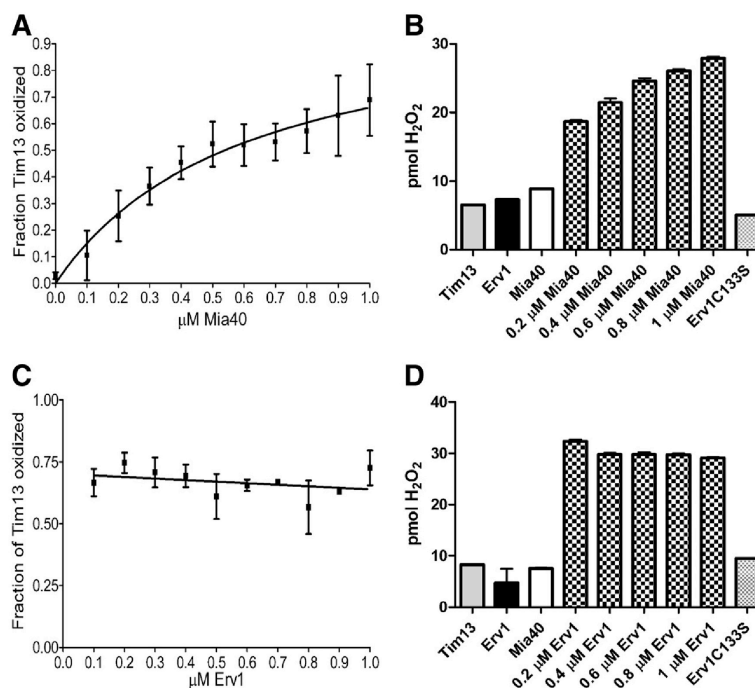 A
Fraction Tim13 oxidized
0.9
0.8
0.7
0.6
0.5
0.4
0.3
0.2
0.1
0.0
0.0 0.1 0.2 0.3 0.4 0.5 0.6 0.7 0.8 0.9 1.0
μM Mia40
B
pmol H₂O₂
30
20
10
0
Tim13
Erv1
Mia40
0.2 μM Mia40
0.4 μM Mia40
0.6 μM Mia40
0.8 μM Mia40
1 μM Mia40
Erv1C133S
C
Fraction of Tim13 oxidized
1.00
0.75
0.50
0.25
0.00
0.0 0.1 0.2 0.3 0.4 0.5 0.6 0.7 0.8 0.9 1.0
μM Erv1
D
pmol H₂O₂
40
30
20
10
0
Tim13
Erv1
Mia40
0.2 μM Erv1
0.4 μM Erv1
0.6 μM Erv1
0.8 μM Erv1
1 μM Erv1
Erv1C133S